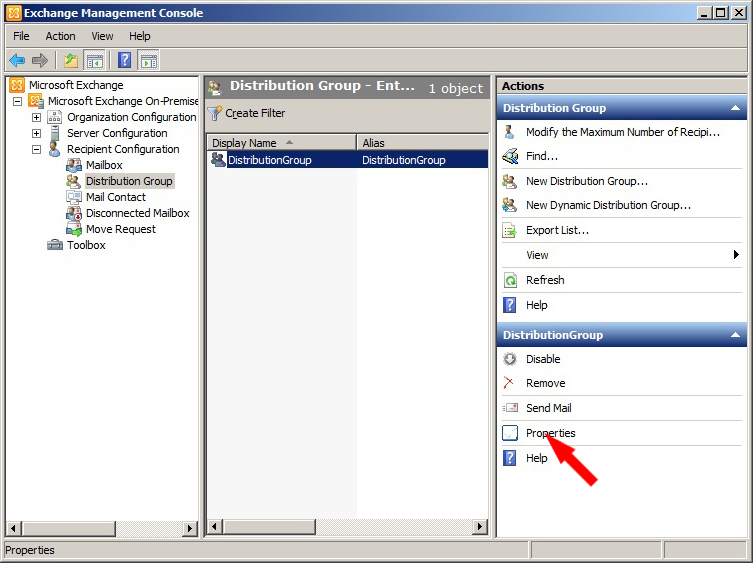 Exchange Management Console
File Action View Help
Microsoft Exchange
Microsoft Exchange On-Premise
Organization Configuration
Server Configuration
Recipient Configuration
Mailbox
Distribution Group
Mail Contact
Disconnected Mailbox
Move Request
Toolbox
Distribution Group - Ent... 1 object
Create Filter
Display Name Alias
DistributionGroup DistributionGroup
Actions
Distribution Group
Modify the Maximum Number of Recipi...
Find...
New Distribution Group...
New Dynamic Distribution Group...
Export List...
View
Refresh
Help
DistributionGroup
Disable
Remove
Send Mail
Properties
Help
Properties